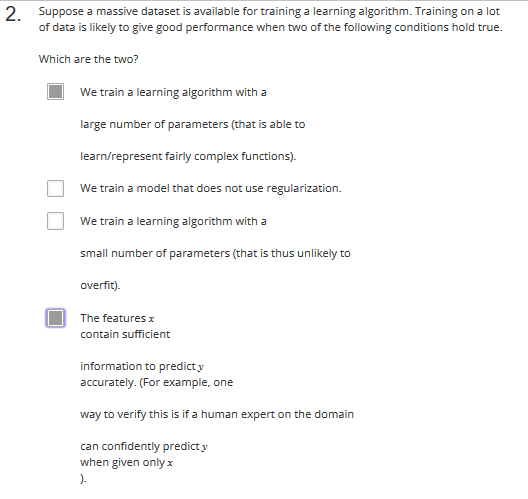 2. Suppose a massive dataset is available for training a learning algorithm. Training on a lot
of data is likely to give good performance when two of the following conditions hold true.
Which are the two?
We train a learning algorithm with a
large number of parameters (that is able to
learn/represent fairly complex functions).
We train a model that does not use regularization.
We train a learning algorithm with a
small number of parameters (that is thus unlikely to
overfit).
The features x
contain sufficient
information to predict y
accurately. (For example, one
way to verify this is if a human expert on the domain
can confidently predict y
when given only x
).